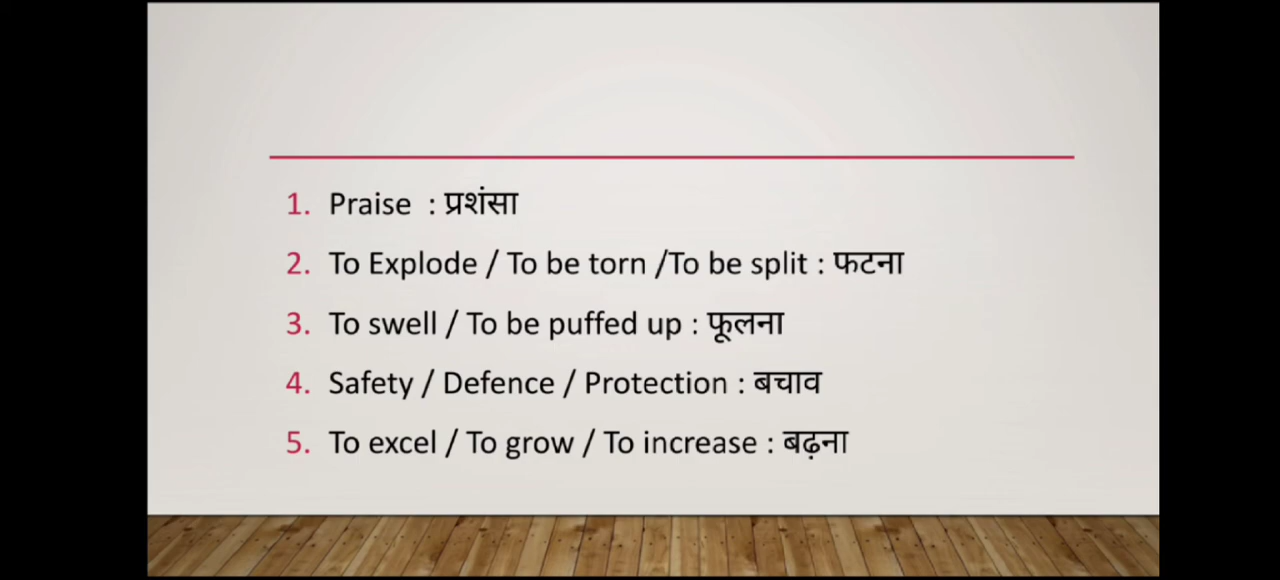 1. Praise : प्रशंसा
2. To Explode / To be torn /To be split : फटना
3. To swell / To be puffed up : फूलना
4. Safety / Defence / Protection : बचाव
5. To excel / To grow / To increase : बढ़ना